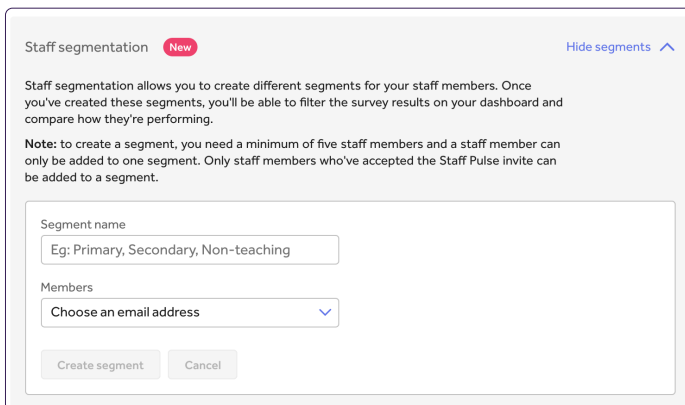 Staff segmentation New Hide segments
Staff segmentation allows you to create different segments for your staff members. Once
you've created these segments, you'll be able to filter the survey results on your dashboard and
compare how they're performing.
Note: to create a segment, you need a minimum of five staff members and a staff member can
only be added to one segment. Only staff members who've accepted the Staff Pulse invite can
be added to a segment.
Segment name
Eg: Primary, Secondary, Non-teaching
Members
Choose an email address
Create segment Cancel